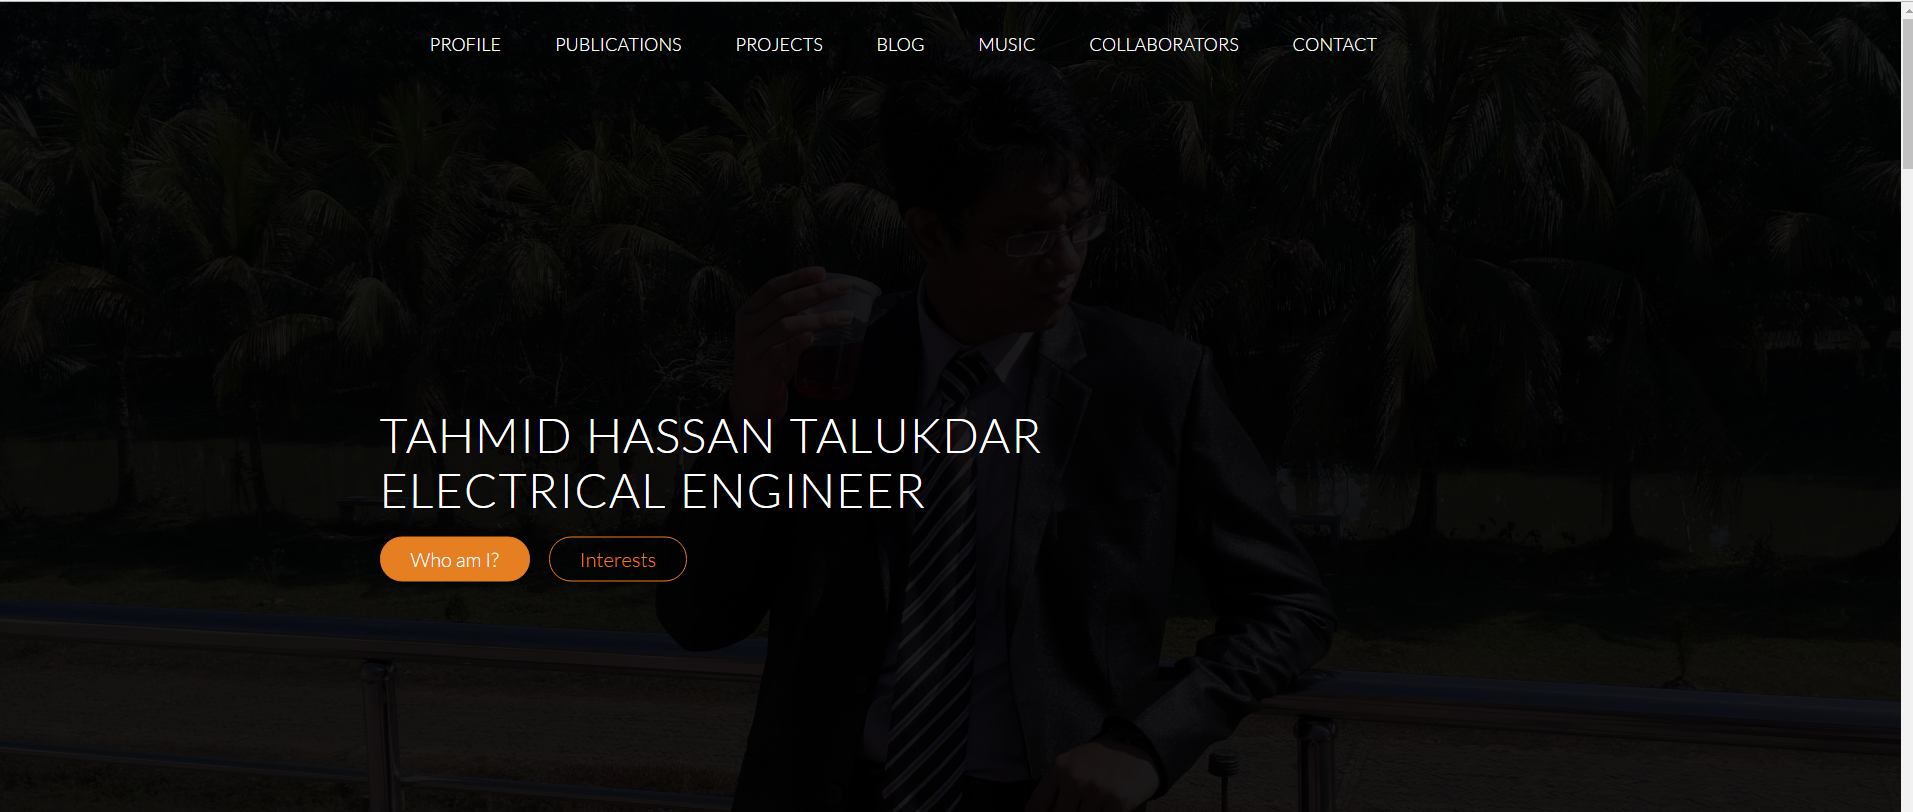 PROFILE PUBLICATIONS PROJECTS BLOG MUSIC COLLABORATORS CONTACT
TAHMID HASSAN TALUKDAR
ELECTRICAL ENGINEER
Who am I? Interests